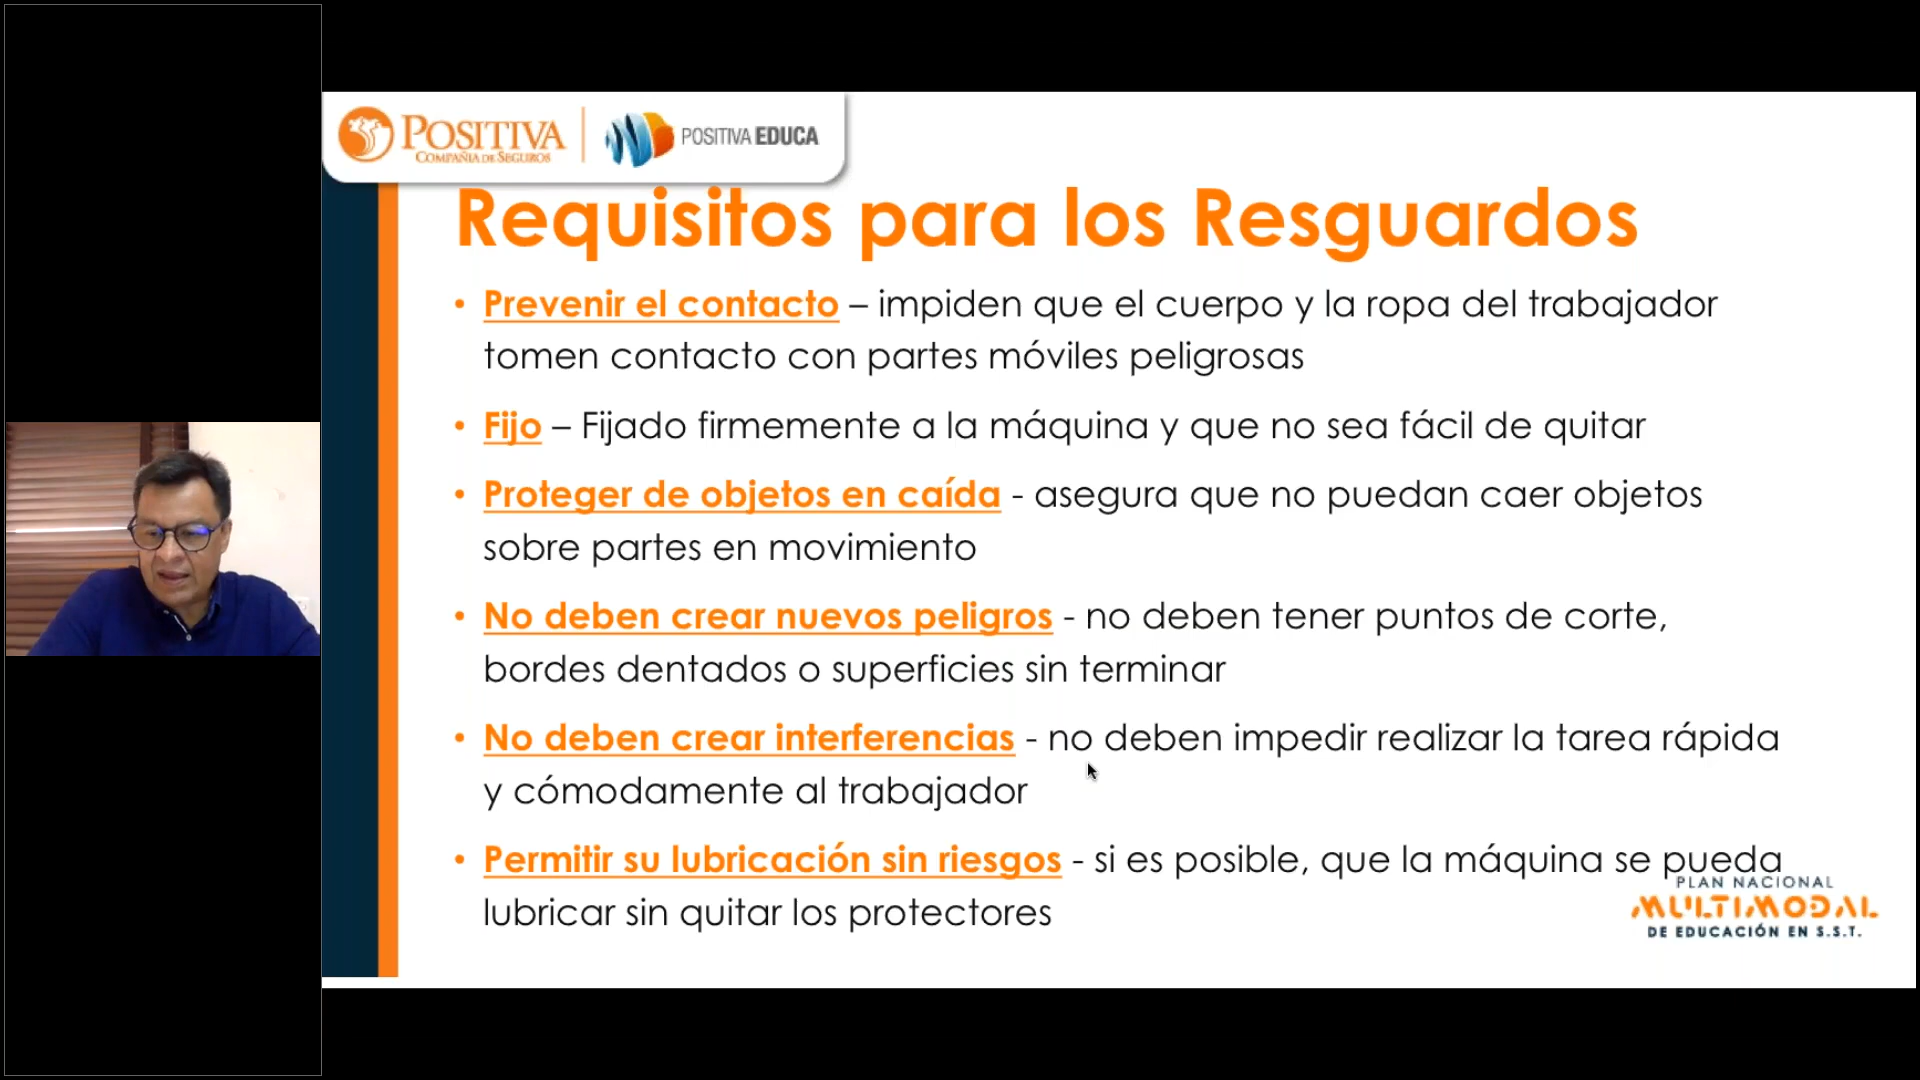 POSITIVA
COMPAÑIA DE SEGUROS
POSITIVA EDUCA
Requisitos para los Resguardos
• Prevenir el contacto – impiden que el cuerpo y la ropa del trabajador
tomen contacto con partes móviles peligrosas
• Fijo – Fijado firmemente a la máquina y que no sea fácil de quitar
• Proteger de objetos en caída - asegura que no puedan caer objetos
sobre partes en movimiento
• No deben crear nuevos peligros - no deben tener puntos de corte,
bordes dentados o superficies sin terminar
• No deben crear interferencias - no deben impedir realizar la tarea rápida
y cómodamente al trabajador
• Permitir su lubricación sin riesgos - si es posible, que la máquina se pueda
lubricar sin quitar los protectores
PLAN NACIONAL
MULTIMODAL
DE EDUCACIÓN EN S.S.T.